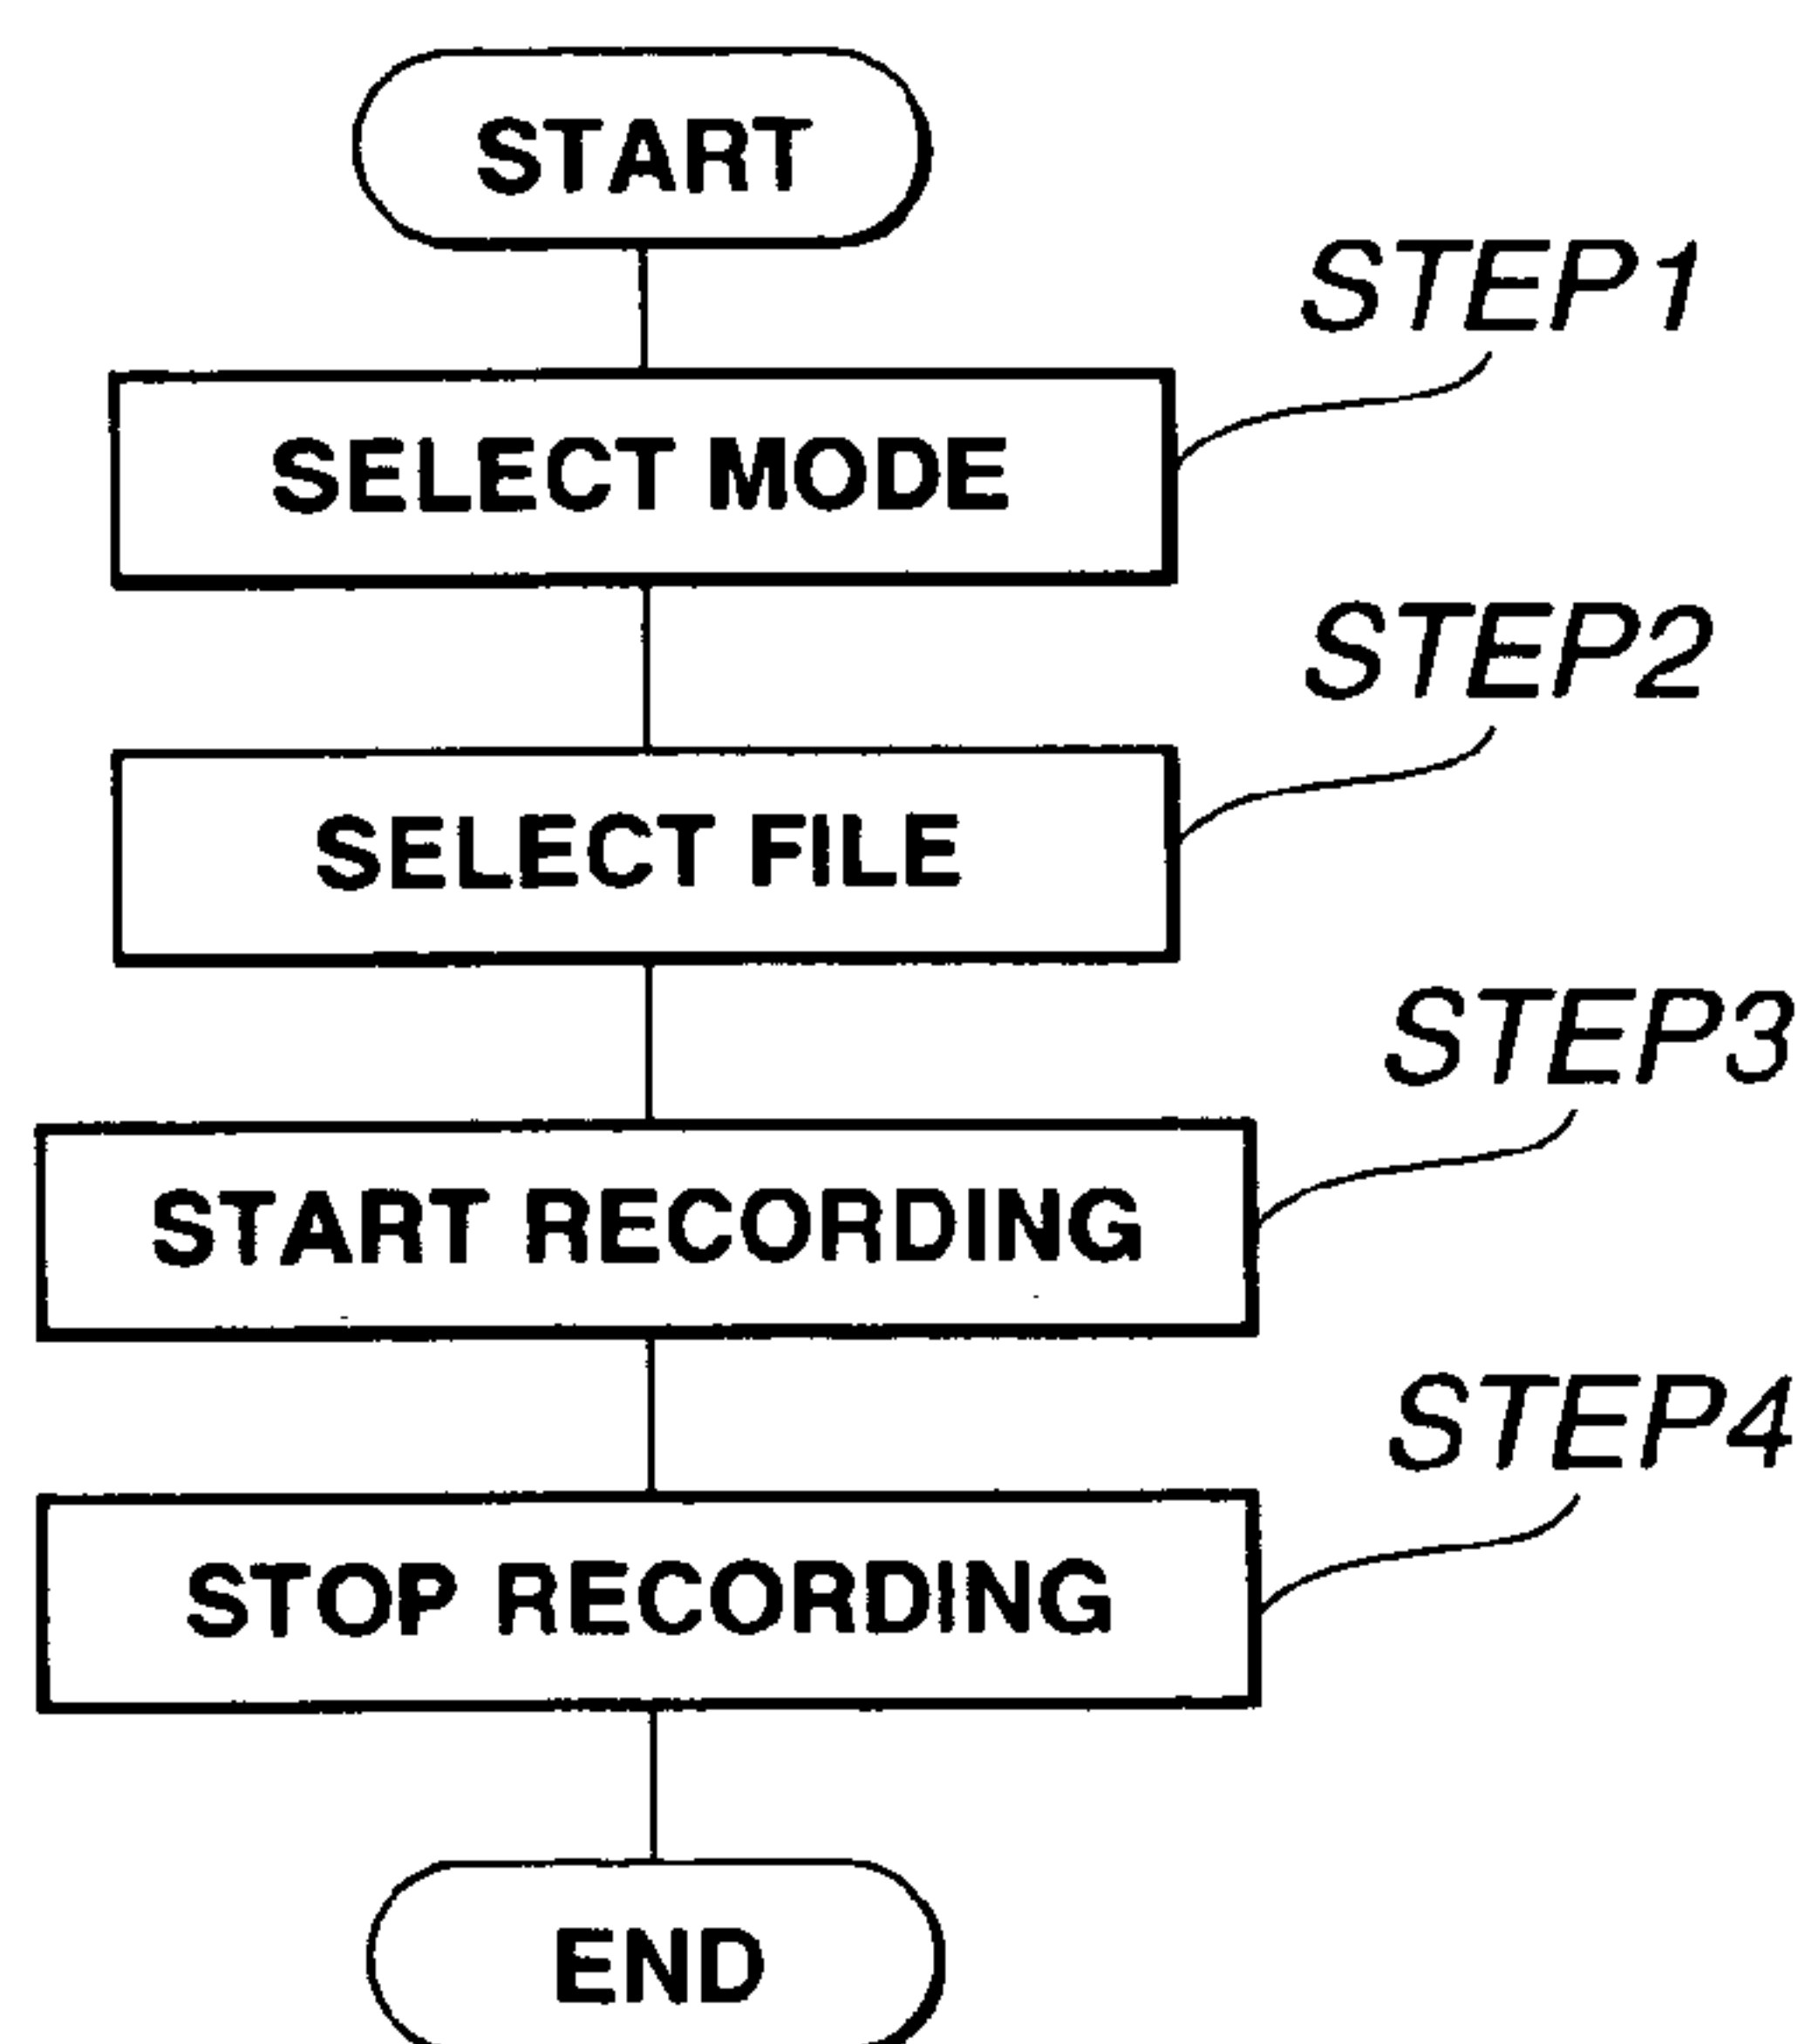 START
STEP1
SELECT MODE
STEP2
SELECT FILE
STEP3
START RECORDING
STEP4
STOP RECORDING
END